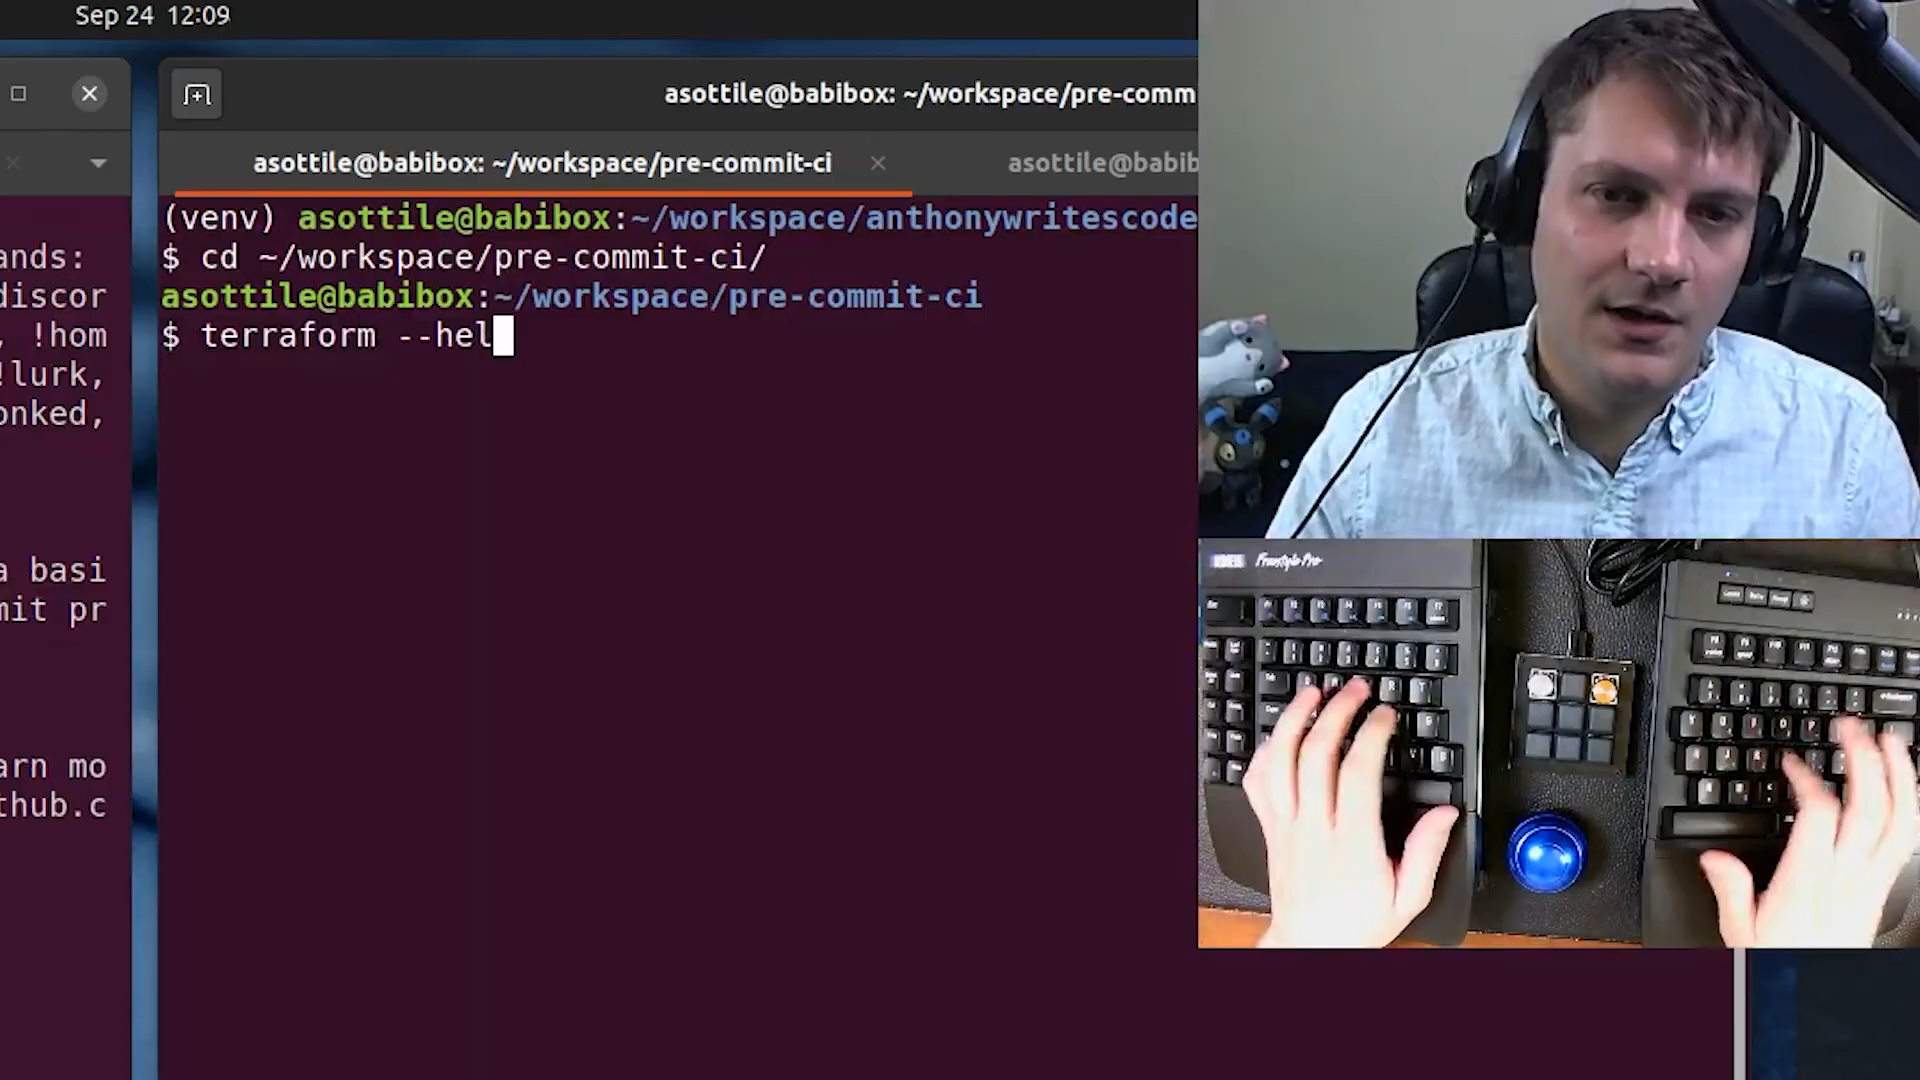 Sep 24 12:09
asottile@babibox: ~/workspace/pre-comm
asottile@babibox: ~/workspace/pre-commit-ci
asottile@babib
(venv) asottile@babibox:~/workspace/anthonywritescode
$ cd ~/workspace/pre-commit-ci/
asottile@babibox:~/workspace/pre-commit-ci
$ terraform --hel
ands:
discor
, !hom
!lurk,
onked,
a basi
mit pr
arn mo
thub.c
Freestyle Pro